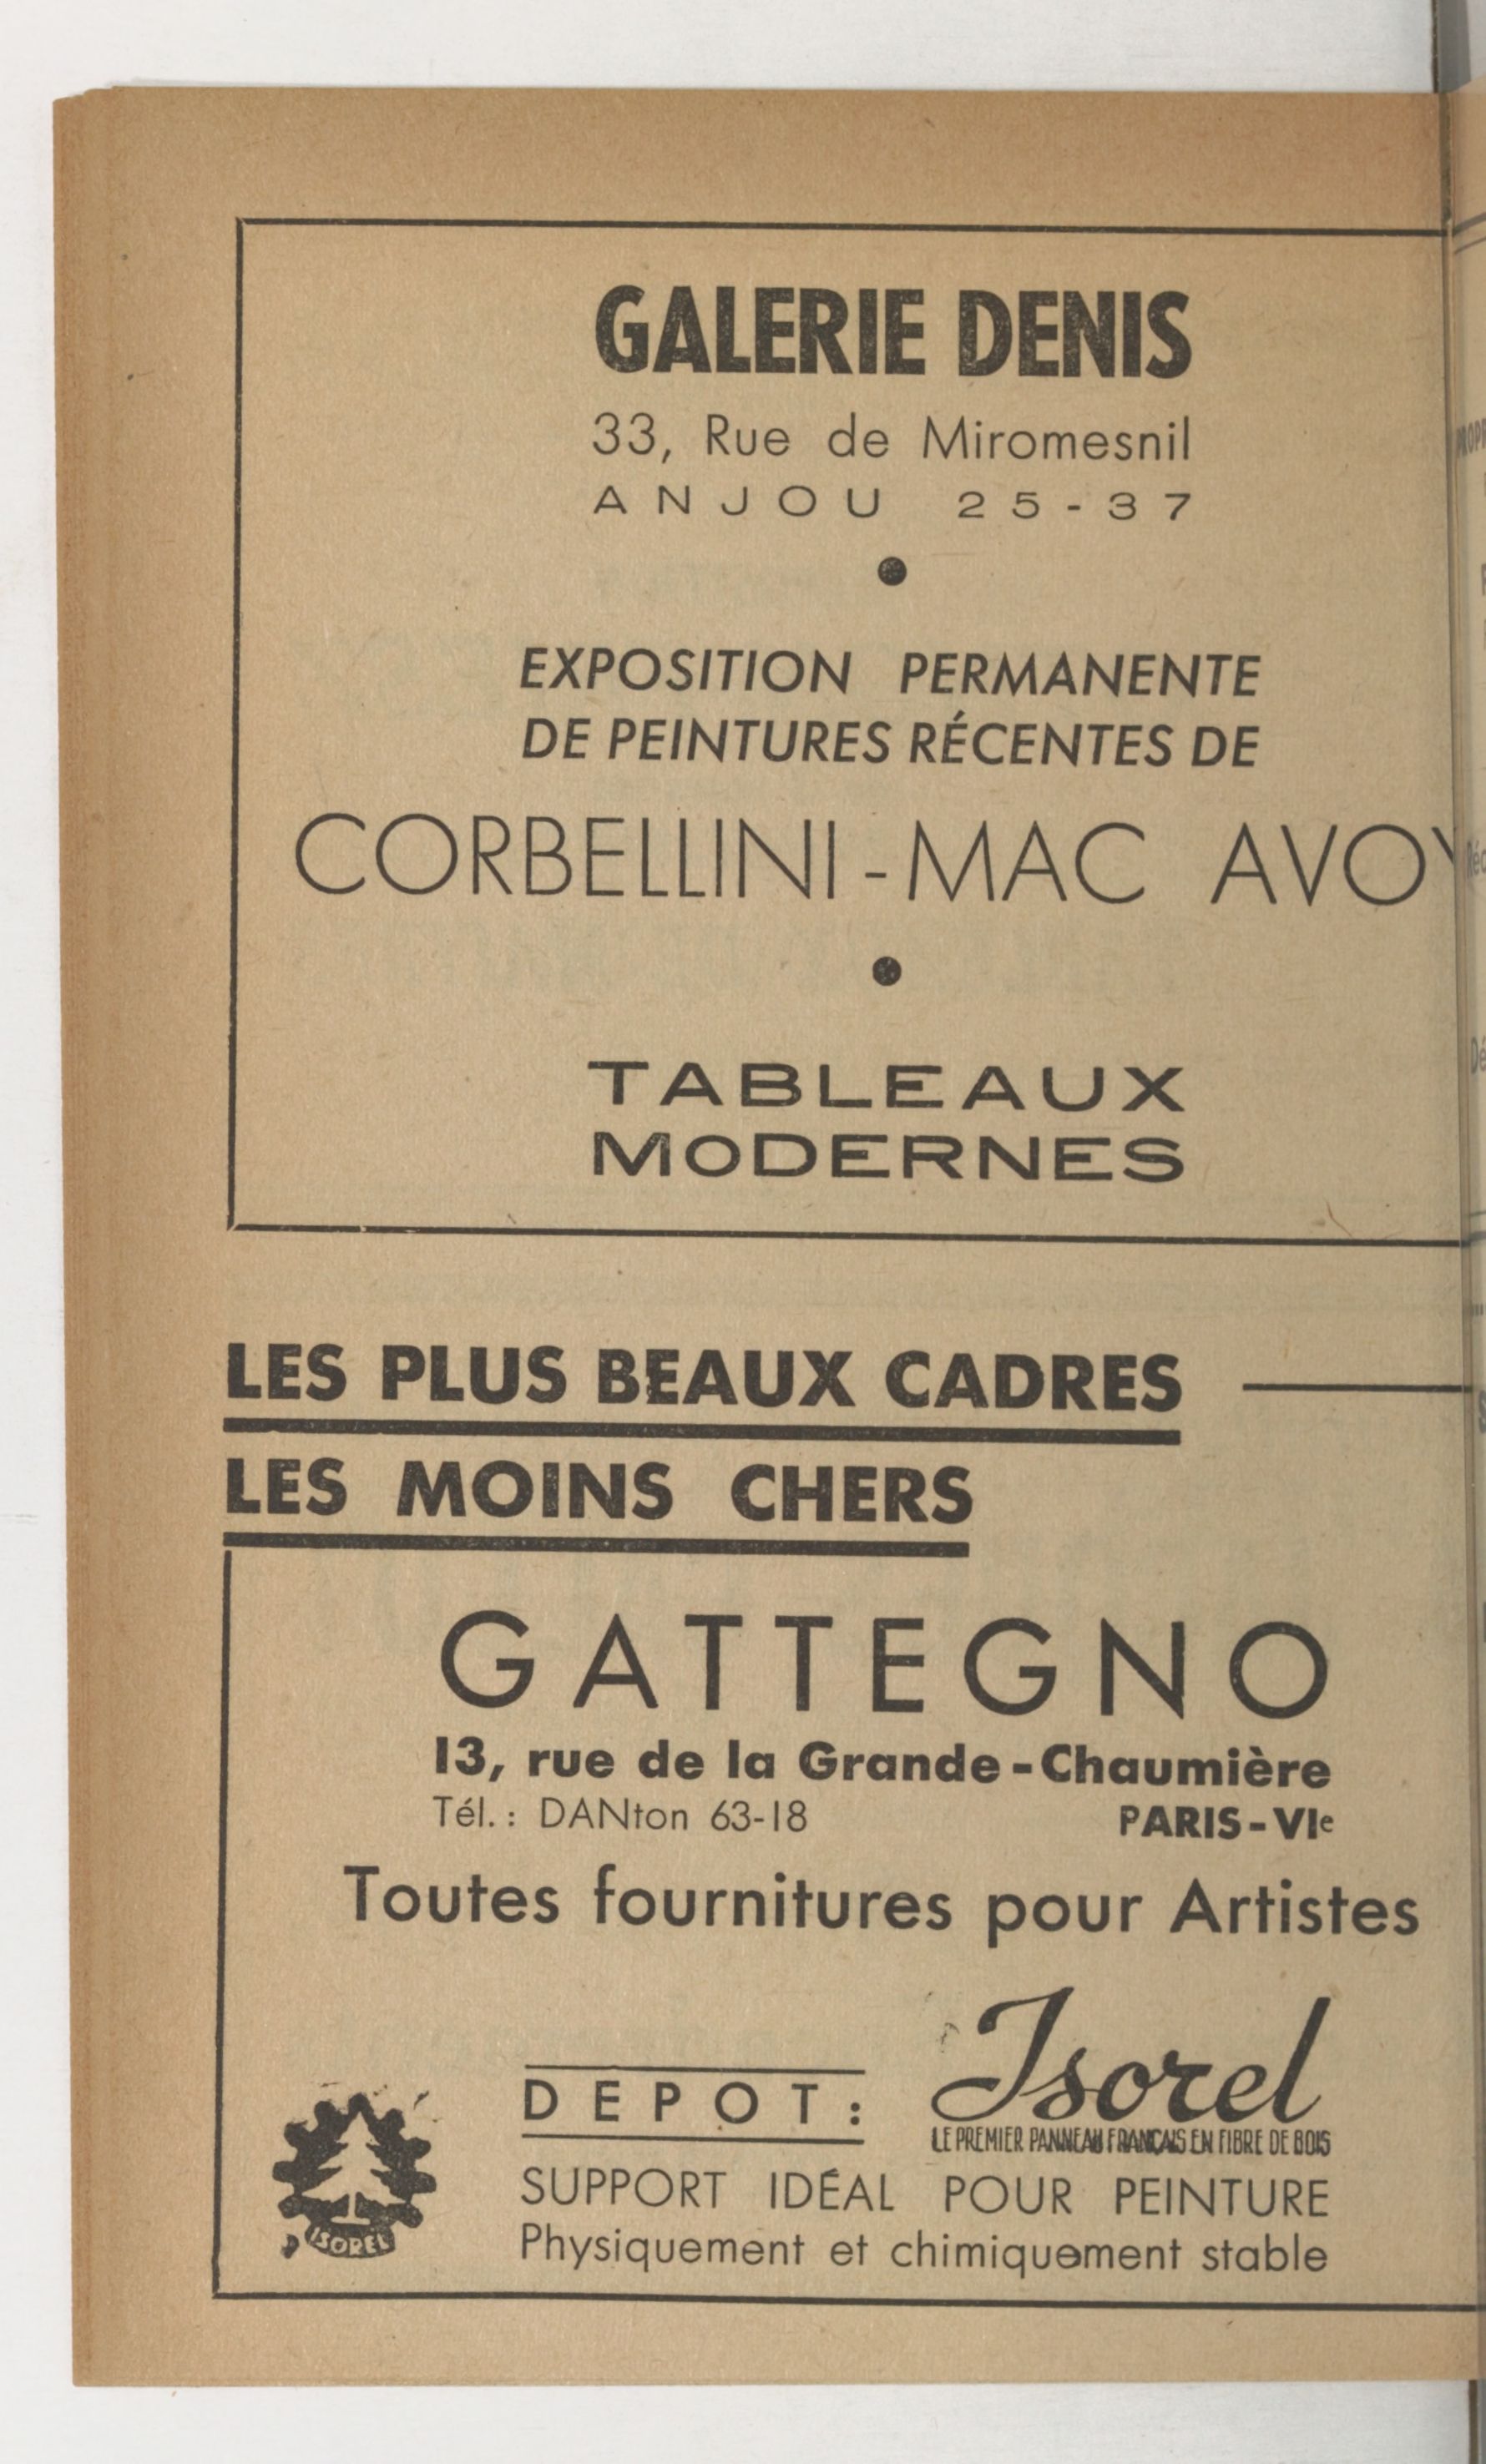 GALERIE DENIS
33, Rue de Miromesnil
ANJOU 25-37
EXPOSITION PERMANENTE
DE PEINTURES RÉCENTES DE
CORBELLINI - MAC AVOY
TABLEAUX
MODERNES
LES PLUS BEAUX CADRES
LES MOINS CHERS
GATTEGNO
13, rue de la Grande-Chaumière
Tél. : DANton 63-18 PARIS-VIe
Toutes fournitures pour Artistes
DEPOT : Isorel
LE PREMIER PANNEAU FRANÇAIS EN FIBRE DE BOIS
SUPPORT IDÉAL POUR PEINTURE
Physiquement et chimiquement stable
ISOREL